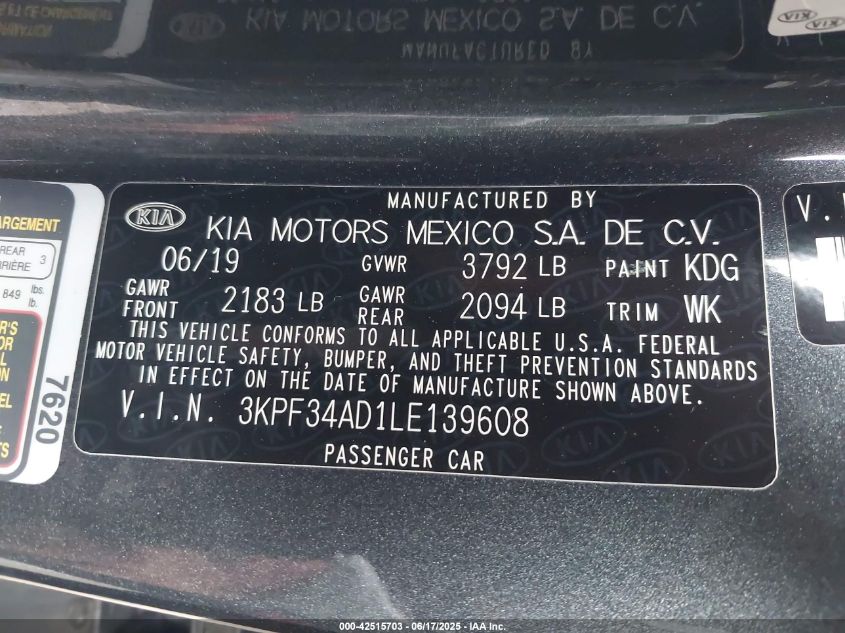 KIA MOTORS MEXICO S.A. DE C.V.
MANUFACTURED BY
MANUFACTURED BY
KIA
KIA MOTORS MEXICO S.A. DE C.V.
06/19 GVWR 3792 LB PAINT KDG
GAWR FRONT 2183 LB GAWR REAR 2094 LB TRIM WK
THIS VEHICLE CONFORMS TO ALL APPLICABLE U.S.A. FEDERAL
MOTOR VEHICLE SAFETY, BUMPER, AND THEFT PREVENTION STANDARDS
IN EFFECT ON THE DATE OF MANUFACTURE SHOWN ABOVE.
V.I.N. 3KPF34AD1LE139608
PASSENGER CAR
REAR 3
849 lbs.
lb.
7620
000-42515703 - 06/17/2025 - IAA Inc.